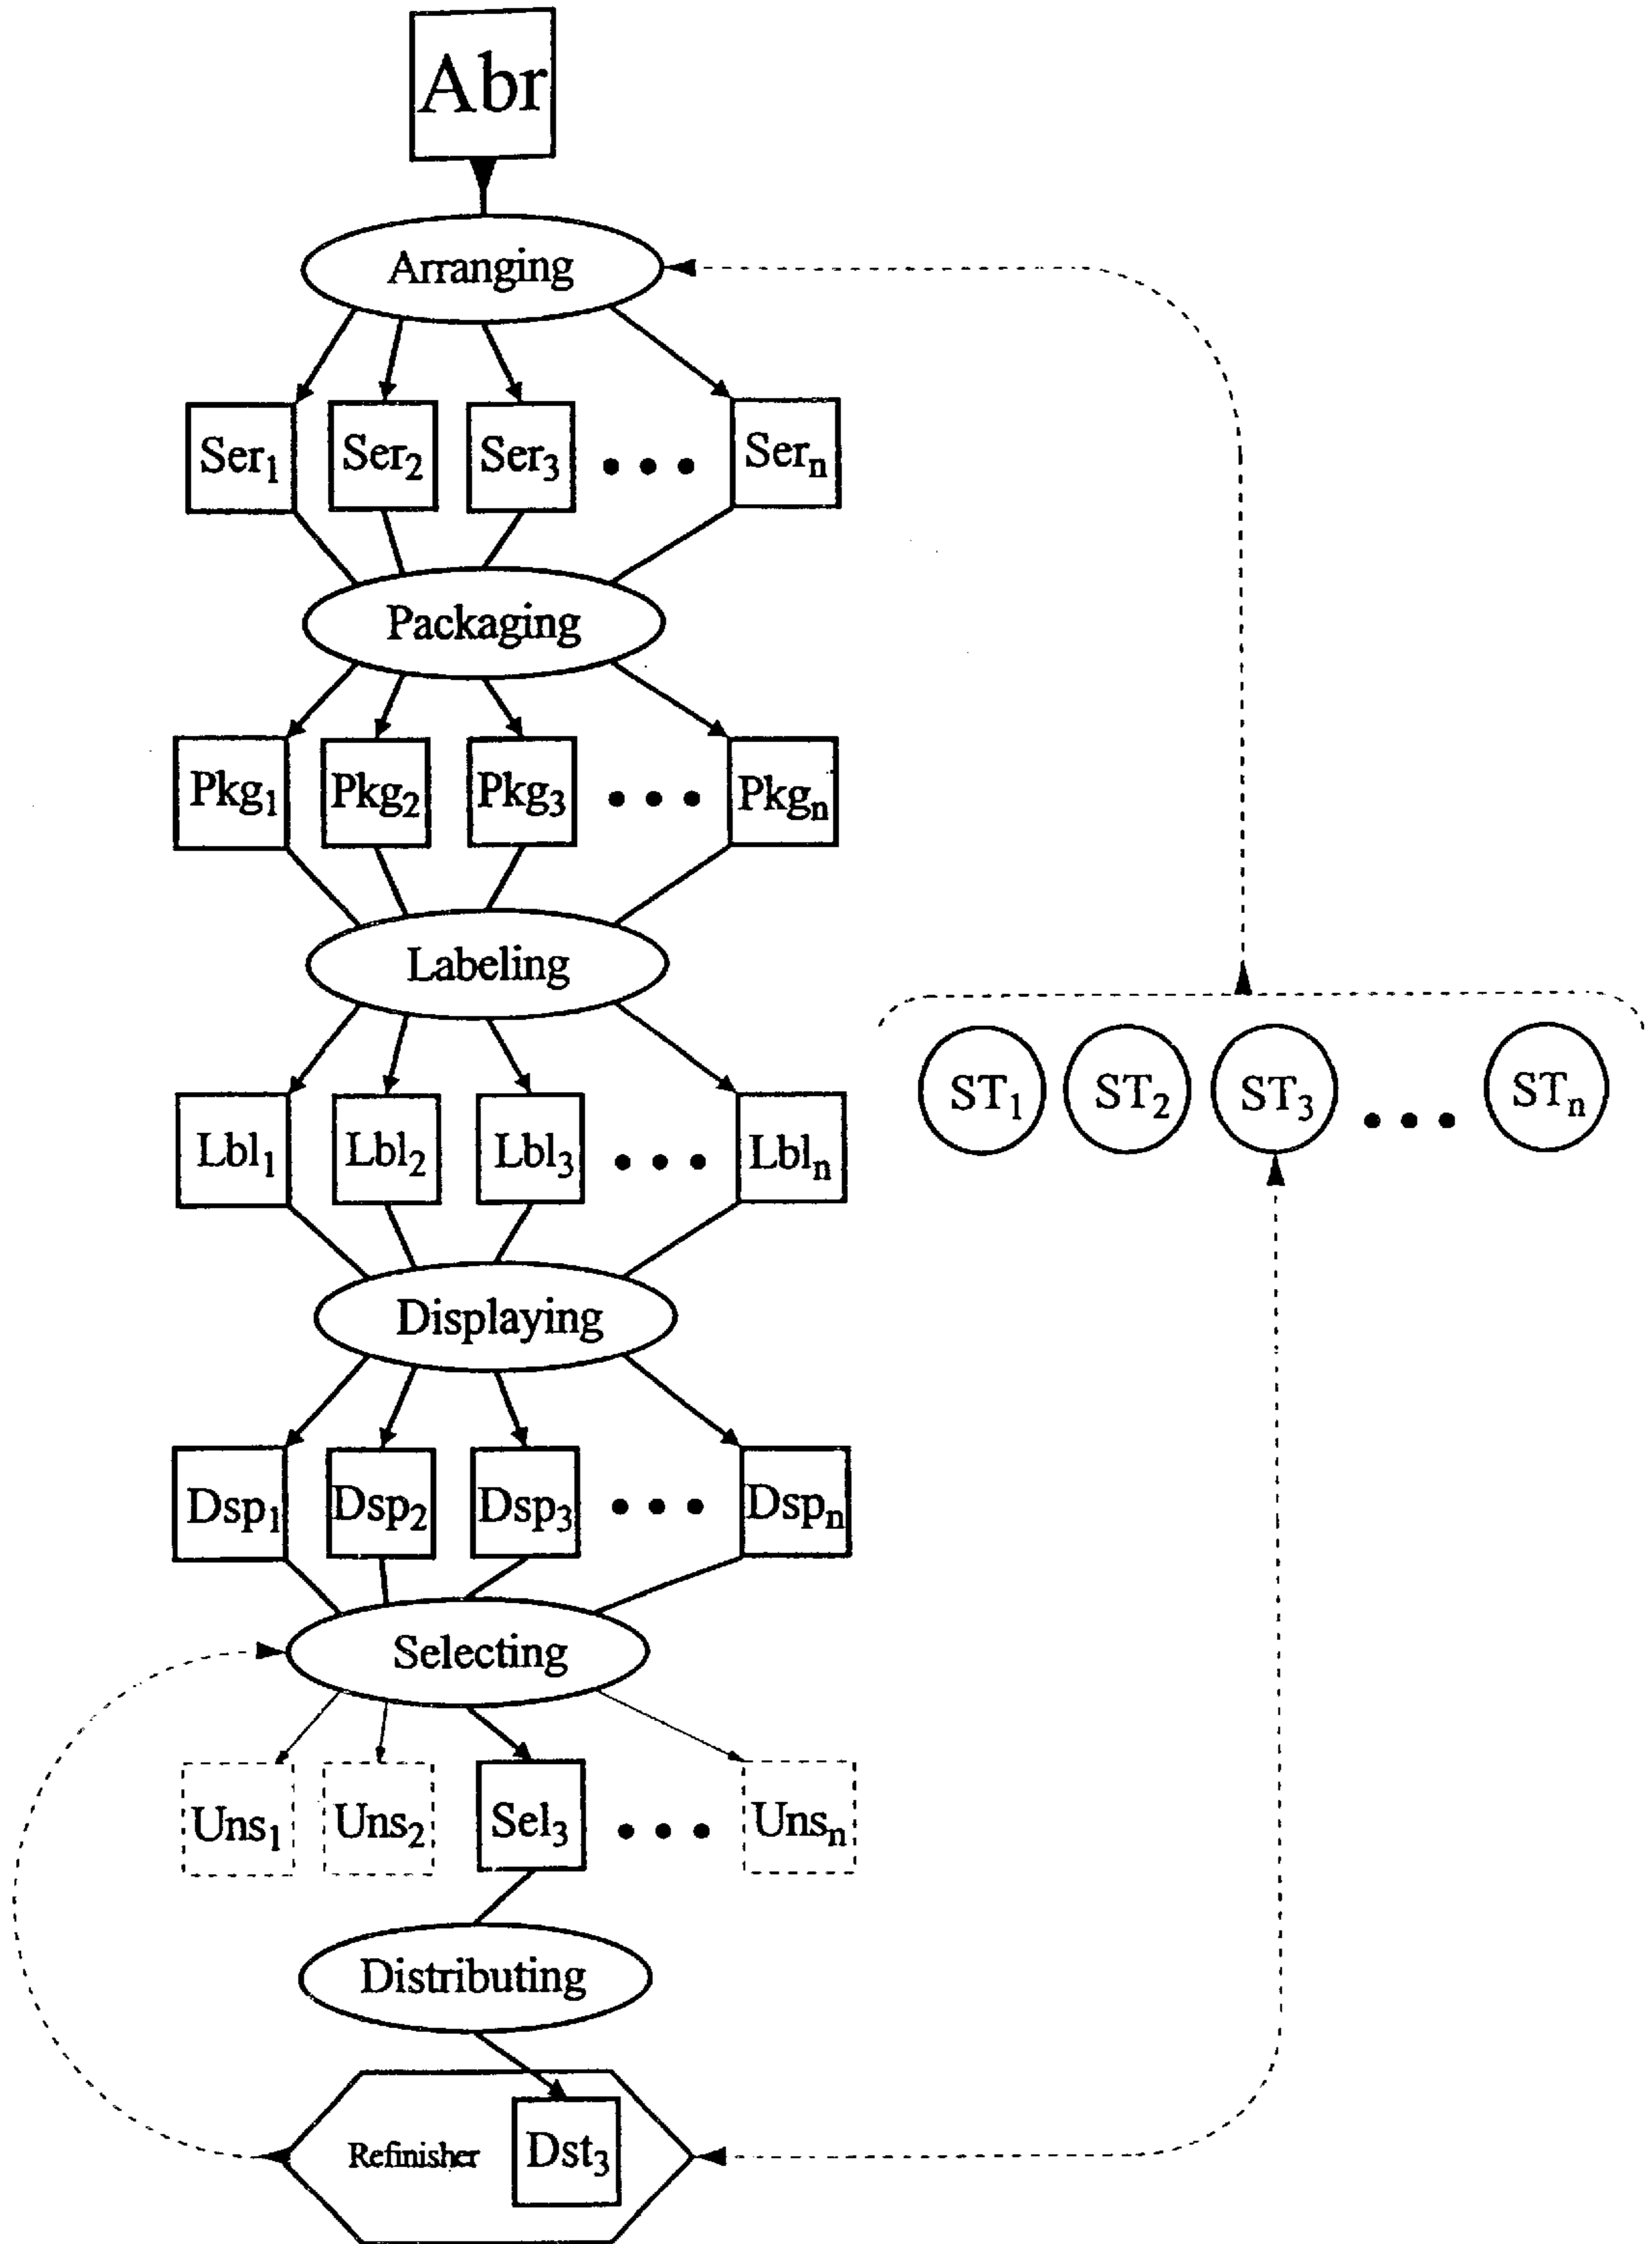 Abr
Arranging
Ser1 Ser2 Ser3 • • • Sern
Packaging
Pkg1 Pkg2 Pkg3 • • • Pkgn
Labeling
ST1 ST2 ST3 • • • STn
Lbl1 Lbl2 Lbl3 • • • Lbln
Displaying
Dsp1 Dsp2 Dsp3 • • • Dspn
Selecting
Uns1 Uns2 Sel3 • • • Unsn
Distributing
Refinisher Dst3